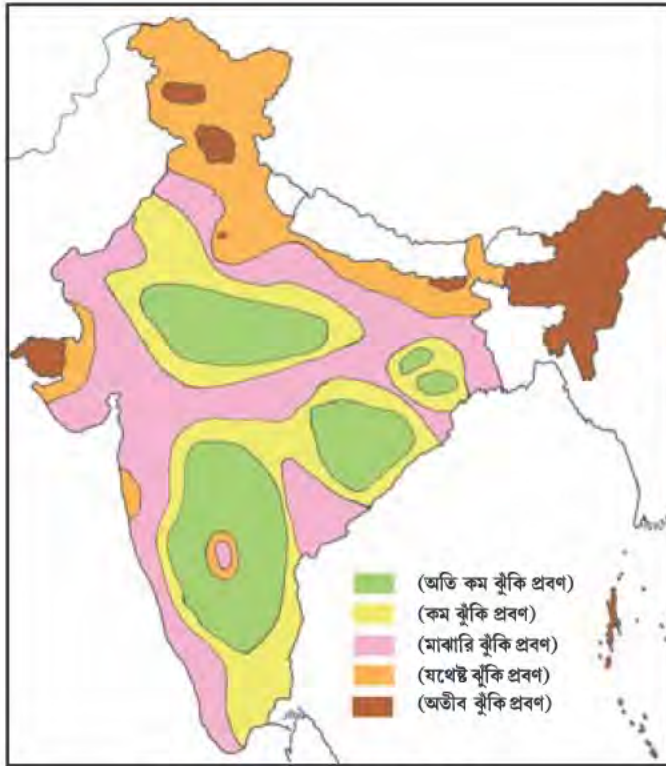 (অতি কম ঝুঁকি প্রবণ)
(কম ঝুঁকি প্রবণ)
(মাঝারি ঝুঁকি প্রবণ)
(যথেষ্ট ঝুঁকি প্রবণ)
(অতীব ঝুঁকি প্রবণ)